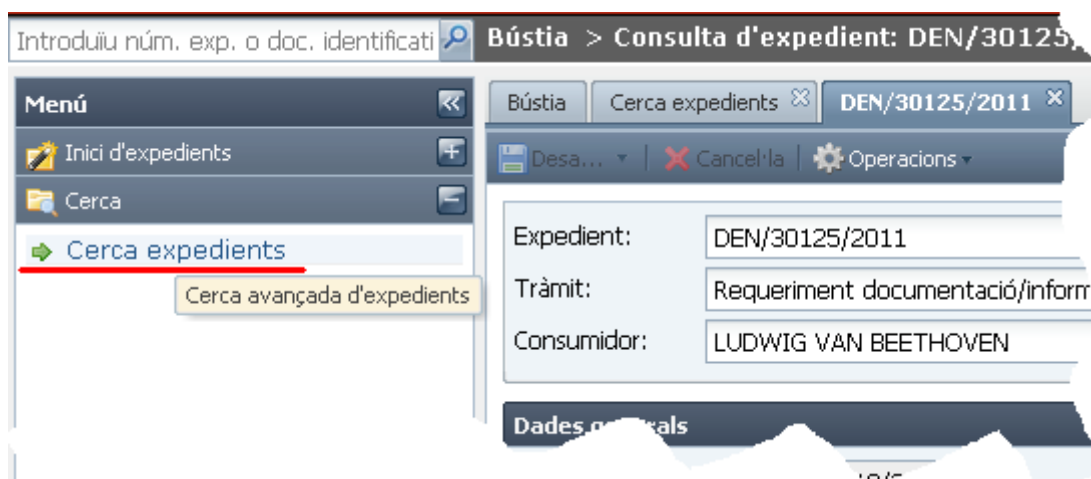 Introduïu núm. exp. o doc. identificati
Bústia > Consulta d'expedient: DEN/30125
Menú
Inici d'expedients
Cerca
Cerca expedients
Cerca avançada d'expedients
Bústia Cerca expedients DEN/30125/2011
Desa... Cancel·la Operacions
Expedient: DEN/30125/2011
Tràmit: Requeriment documentació/inform
Consumidor: LUDWIG VAN BEETHOVEN
Dades